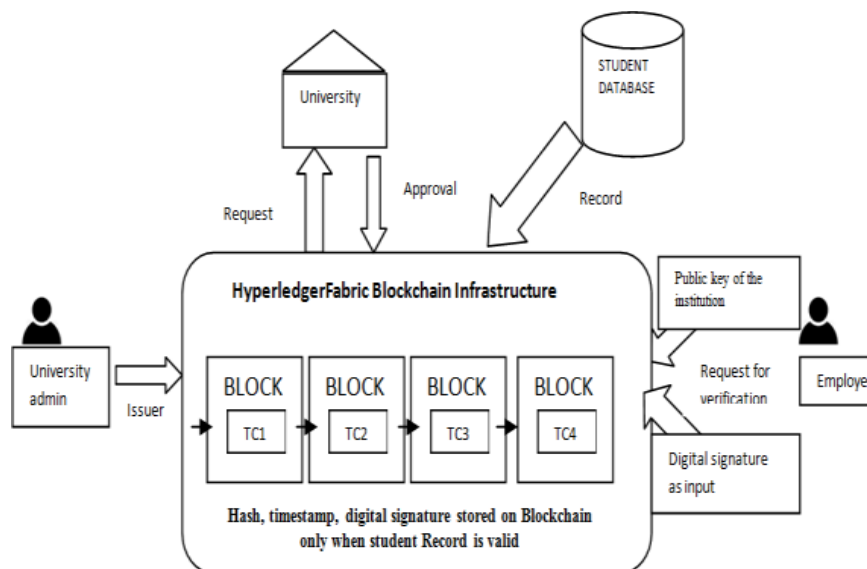 University
STUDENT
DATABASE
Request
Approval
Record
HyperledgerFabric Blockchain Infrastructure
Public key of the
institution
University
admin
Issuer
BLOCK
TC1
BLOCK
TC2
BLOCK
TC3
BLOCK
TC4
Request for
verification
Employe
Digital signature
as input
Hash, timestamp, digital signature stored on Blockchain
only when student Record is valid